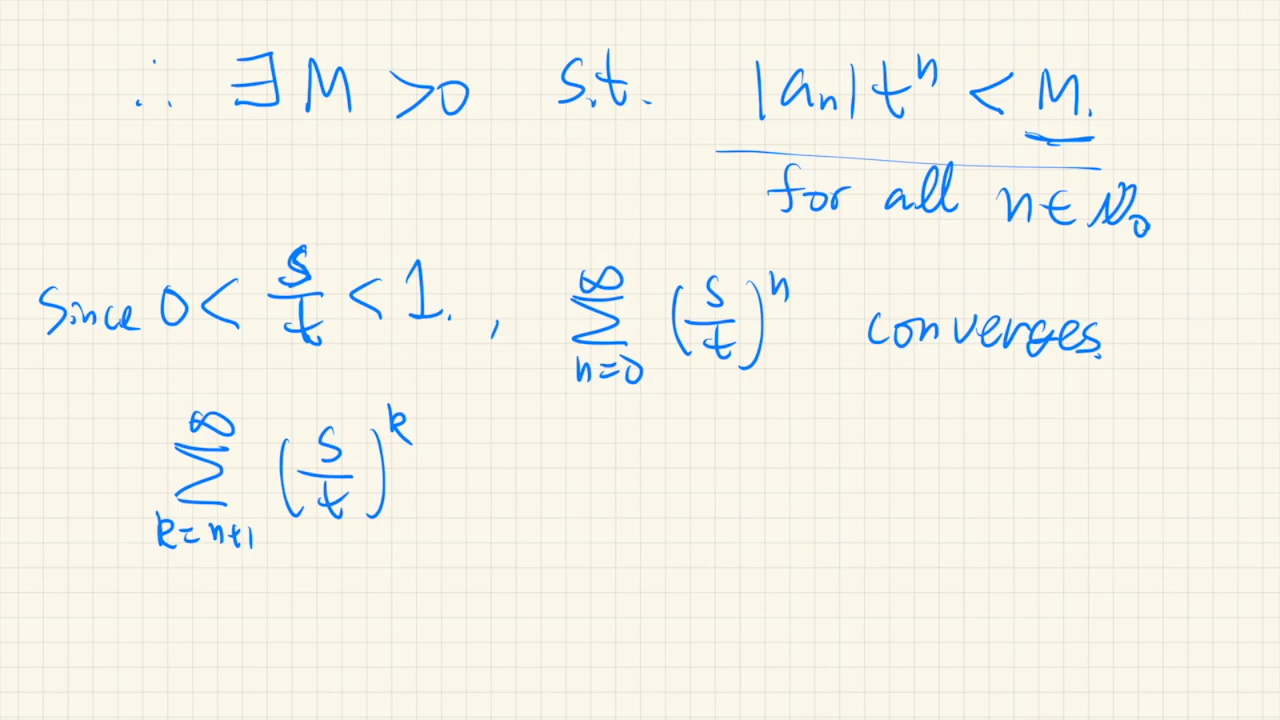 ∴ ∃ M > 0 s.t. |aₙ| tⁿ < M.
for all n ∈ ℕ₀
Since 0 < s/t < 1. , ∑_{n=0}^{∞} (s/t)ⁿ converges.
∑_{k=n+1}^{∞} (s/t)^k